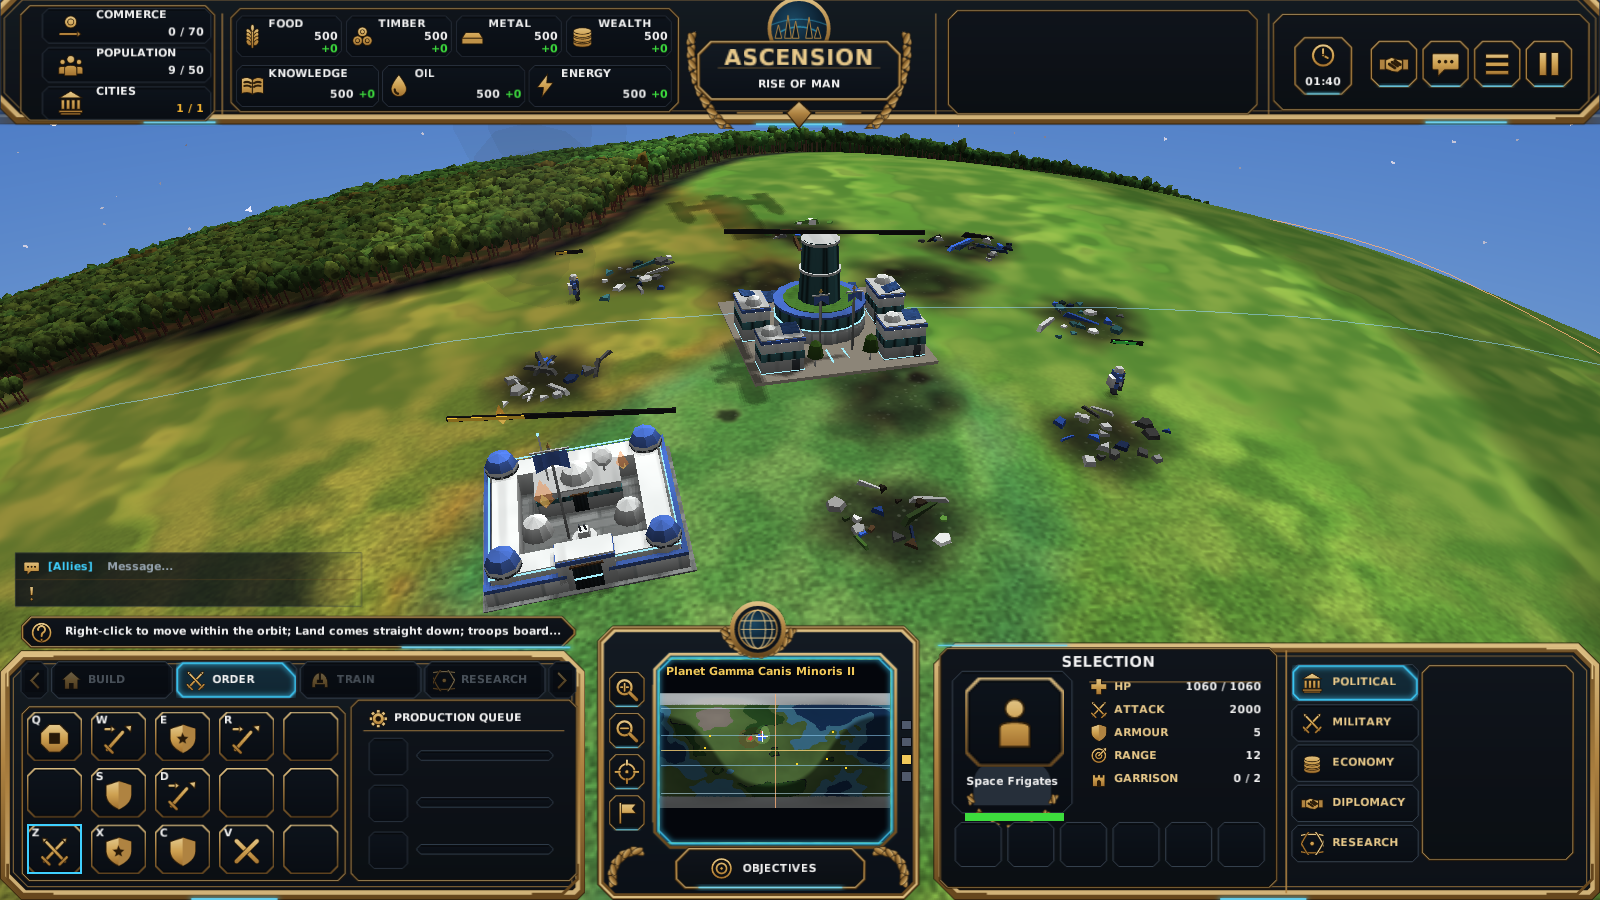 COMMERCE
0 / 70
POPULATION
9 / 50
CITIES
1 / 1
FOOD
500
+0
TIMBER
500
+0
METAL
500
+0
WEALTH
500
+0
KNOWLEDGE
500 +0
OIL
500 +0
ENERGY
500 +0
ASCENSION
RISE OF MAN
01:40
[Allies] Message...
!
Right-click to move within the orbit; Land comes straight down; troops board...
BUILD
ORDER
TRAIN
RESEARCH
Q
W
E
R
S
D
Z
X
C
V
PRODUCTION QUEUE
Planet Gamma Canis Minoris II
OBJECTIVES
SELECTION
Space Frigates
HP 1060 / 1060
ATTACK 2000
ARMOUR 5
RANGE 12
GARRISON 0 / 2
POLITICAL
MILITARY
ECONOMY
DIPLOMACY
RESEARCH